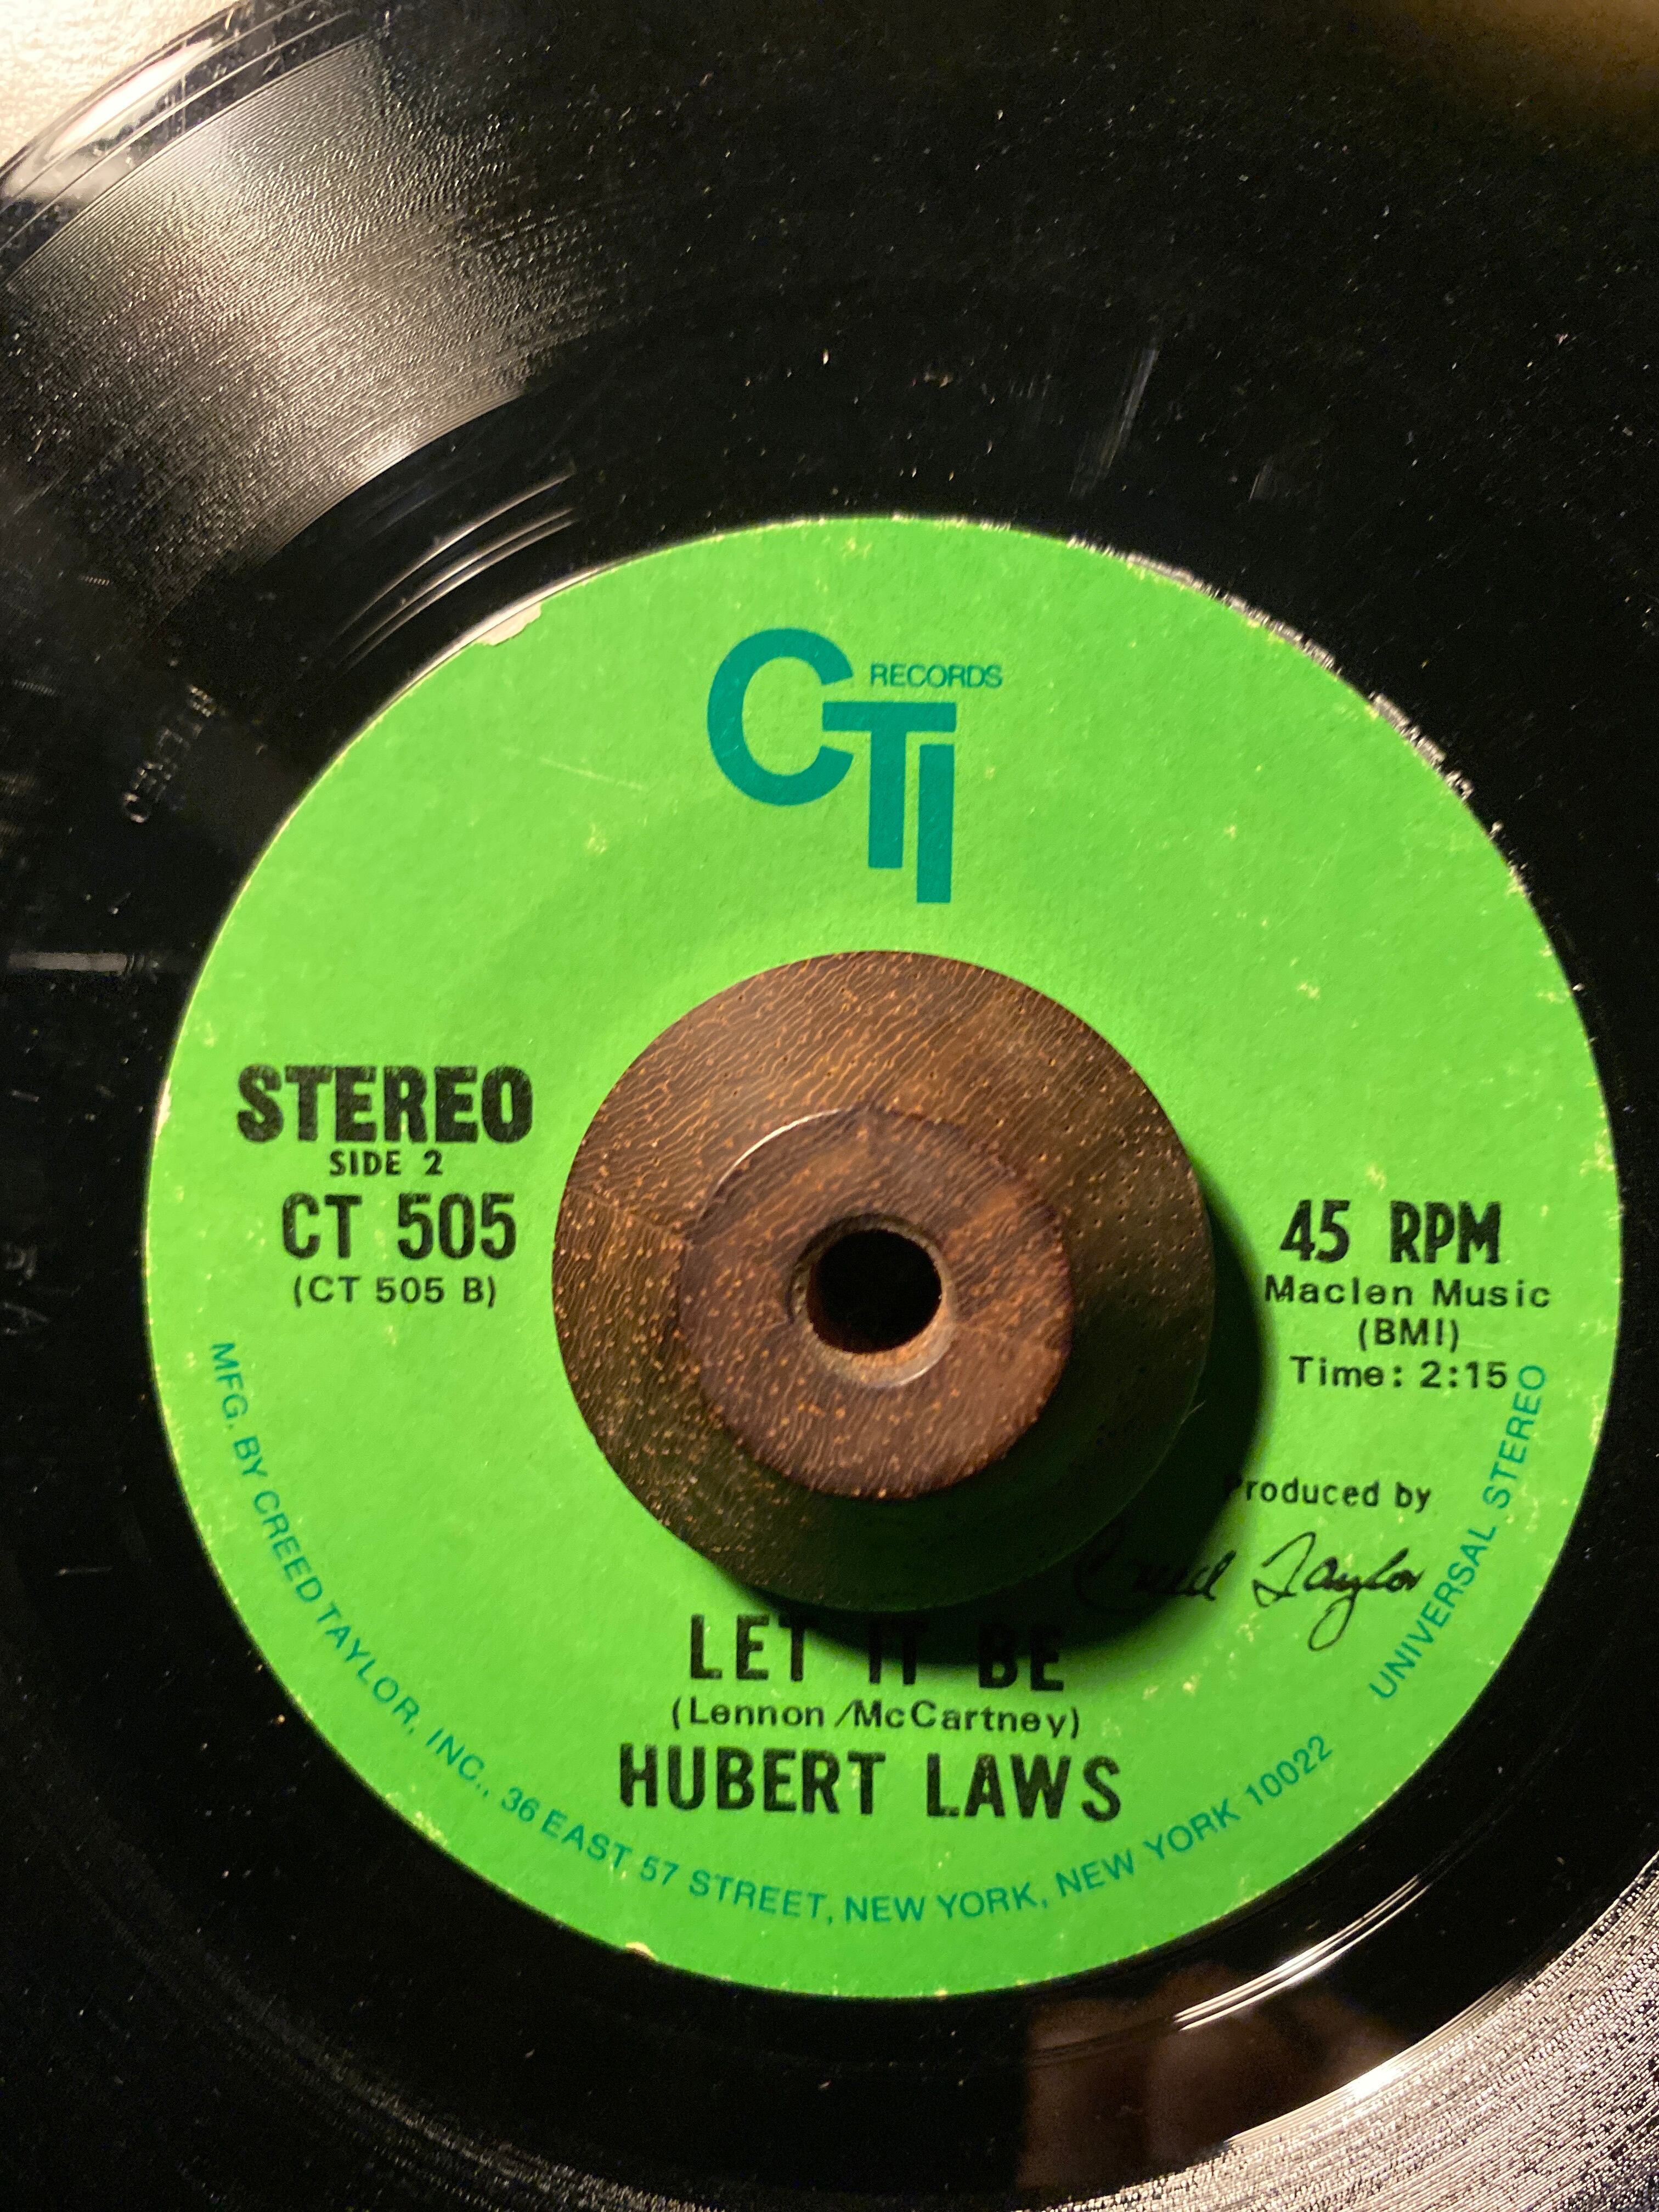 CTI RECORDS
STEREO
SIDE 2
CT 505
(CT 505 B)
45 RPM
Maclen Music
(BMI)
Time: 2:15
Produced by
Creed Taylor
LET IT BE
(Lennon/McCartney)
HUBERT LAWS
MFG. BY CREED TAYLOR, INC., 36 EAST 57 STREET, NEW YORK, NEW YORK 10022
UNIVERSAL STEREO